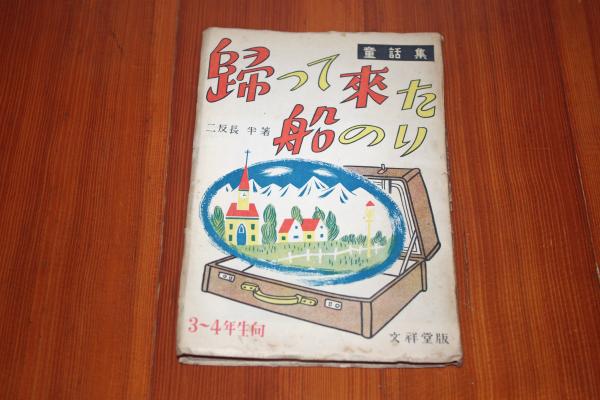 童話集
歸って來た
船のり
二反長 半著
3〜4年生向
文祥堂版